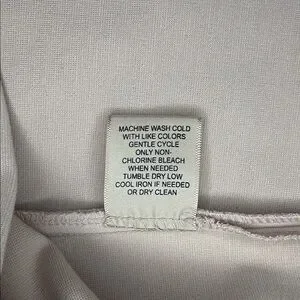 MACHINE WASH COLD
WITH LIKE COLORS
GENTLE CYCLE
ONLY NON-
CHLORINE BLEACH
WHEN NEEDED
TUMBLE DRY LOW
COOL IRON IF NEEDED
OR DRY CLEAN